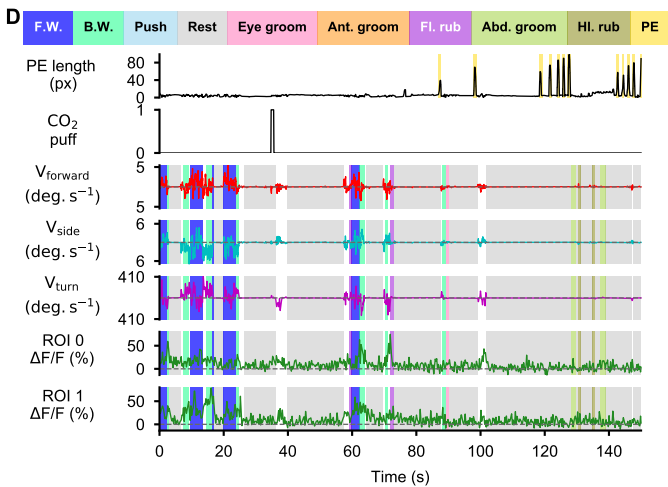 D
F.W. B.W. Push Rest Eye groom Ant. groom Fl. rub Abd. groom Hl. rub PE
PE length
(px)
80
40
0
CO2
puff
1
0
Vforward
(deg. s−1)
5
5
Vside
(deg. s−1)
6
6
Vturn
(deg. s−1)
410
410
ROI 0
ΔF/F (%)
50
0
ROI 1
ΔF/F (%)
50
0
0 20 40 60 80 100 120 140
Time (s)